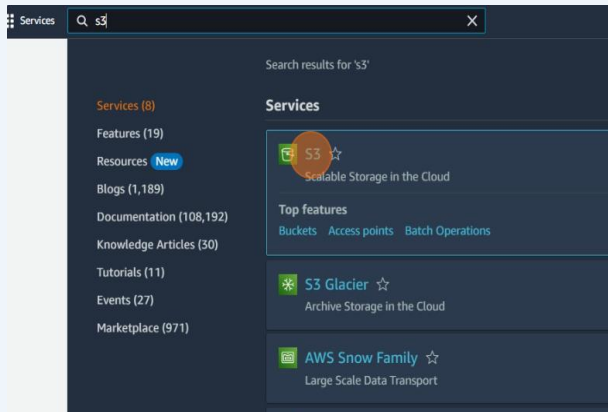 Services
s3
Search results for 's3'
Services (8)
Features (19)
Resources New
Blogs (1,189)
Documentation (108,192)
Knowledge Articles (30)
Tutorials (11)
Events (27)
Marketplace (971)
Services
S3
Scalable Storage in the Cloud
Top features
Buckets Access points Batch Operations
S3 Glacier
Archive Storage in the Cloud
AWS Snow Family
Large Scale Data Transport